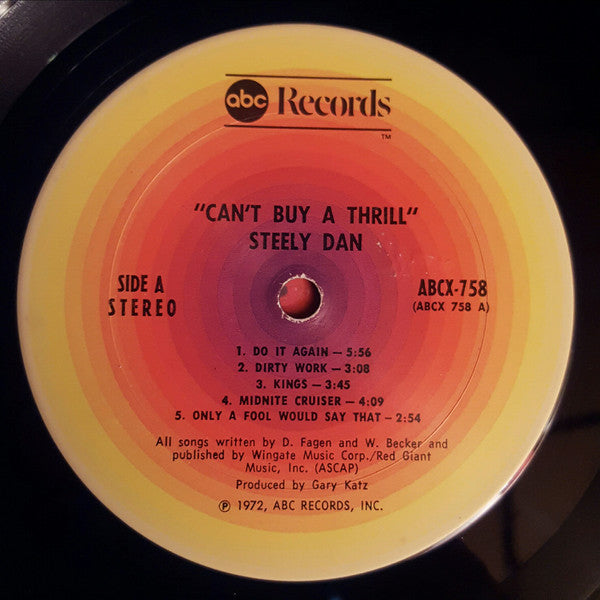 abc Records
TM
"CAN'T BUY A THRILL"
STEELY DAN
SIDE A
STEREO
ABCX-758
(ABCX 758 A)
1. DO IT AGAIN — 5:56
2. DIRTY WORK — 3:08
3. KINGS — 3:45
4. MIDNITE CRUISER — 4:09
5. ONLY A FOOL WOULD SAY THAT — 2:54
All songs written by D. Fagen and W. Becker and
published by Wingate Music Corp./Red Giant
Music, Inc. (ASCAP)
Produced by Gary Katz
℗ 1972, ABC RECORDS, INC.